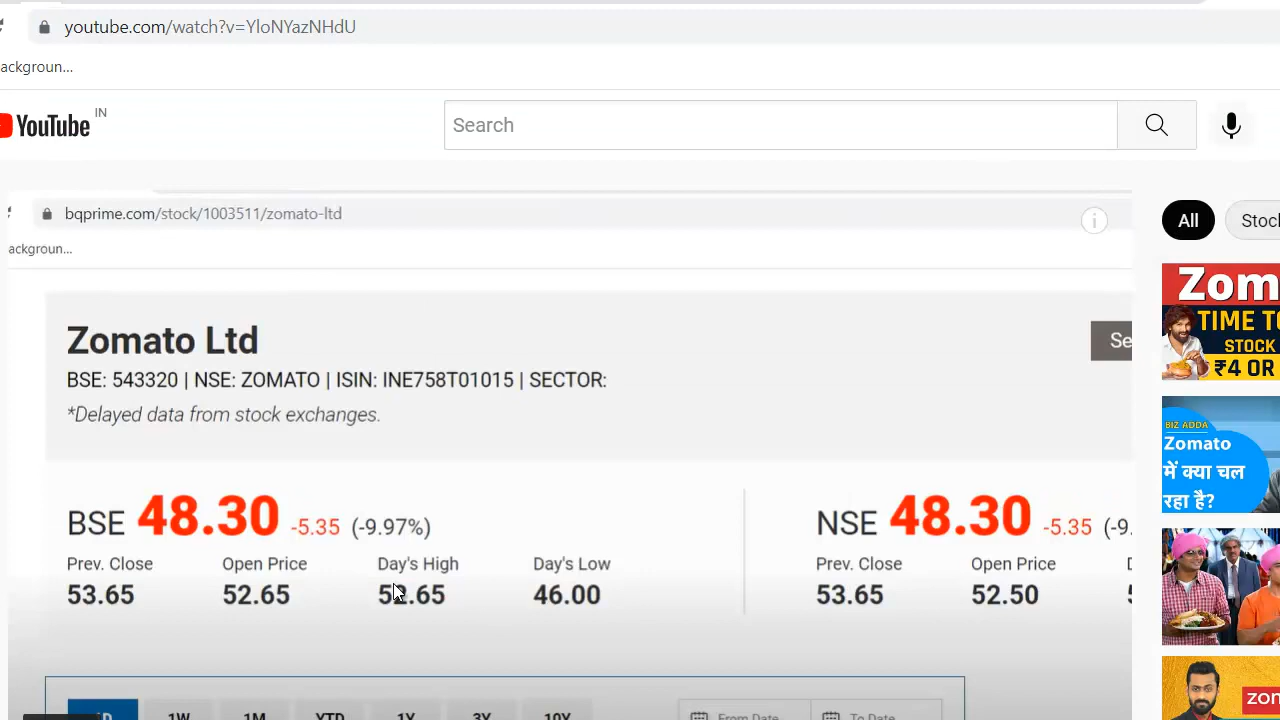 youtube.com/watch?v=YloNYazNHdU
ackgroun...
YouTube IN
Search
bqprime.com/stock/1003511/zomato-ltd
ackgroun...
All
Stoc
Zomato Ltd
Se
BSE: 543320 | NSE: ZOMATO | ISIN: INE758T01015 | SECTOR:
*Delayed data from stock exchanges.
BSE 48.30 -5.35 (-9.97%)
Prev. Close Open Price Day's High Day's Low
53.65 52.65 52.65 46.00
NSE 48.30 -5.35 (-9.
Prev. Close Open Price
53.65 52.50
1W 1M YTD 1Y 3Y 10Y
From Date To Date
Zom
TIME TO
STOCK
₹4 OR
BIZ ADDA
Zomato
में क्या चल
रहा है?
zon